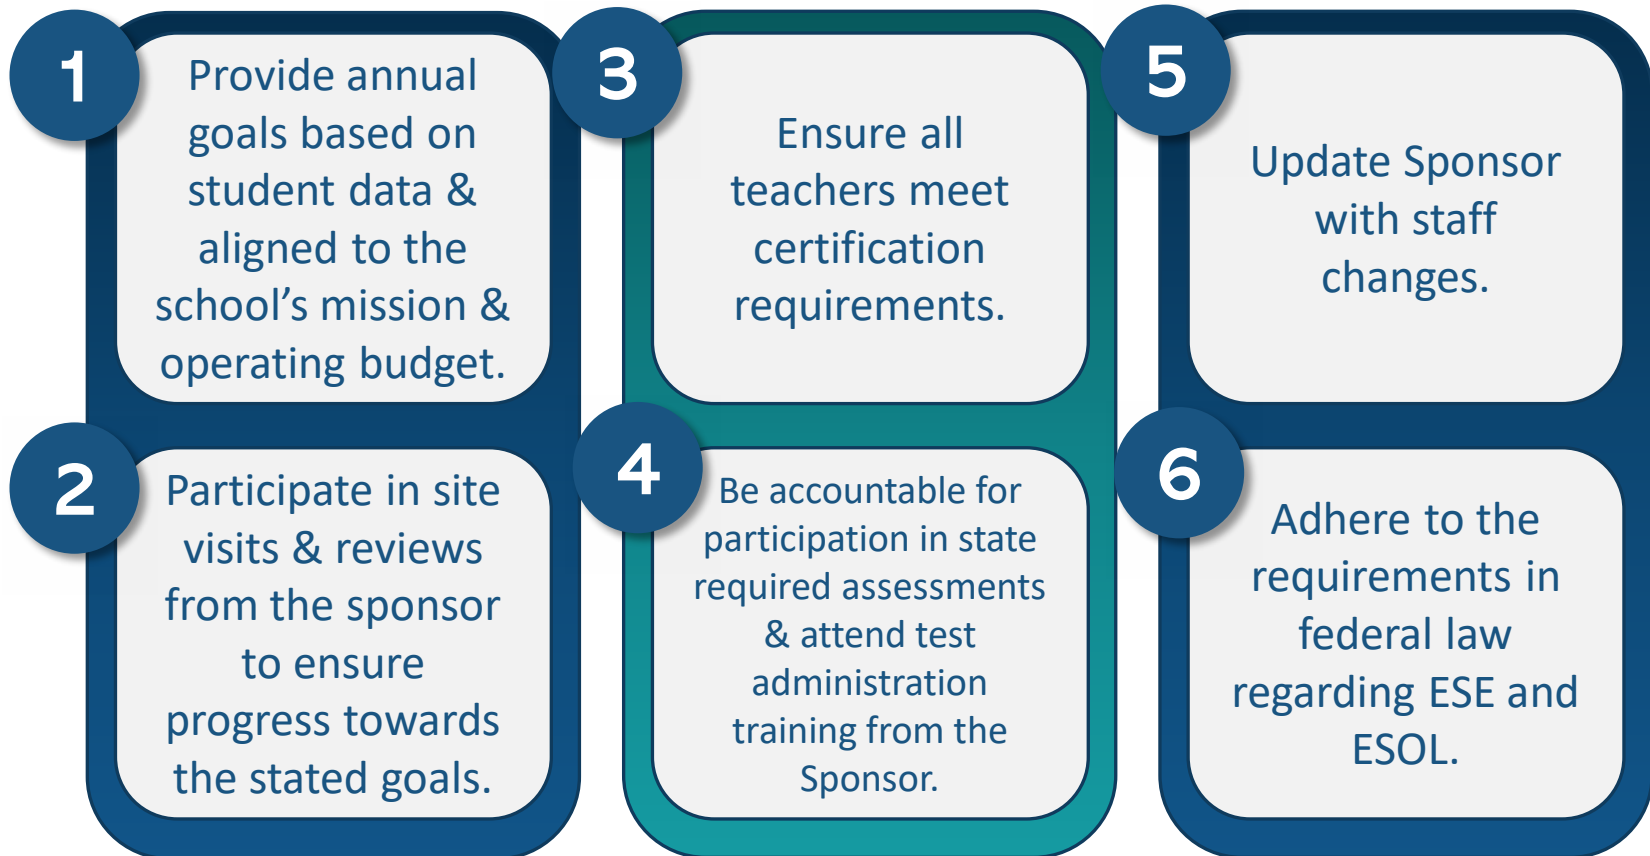 1
Provide annual
goals based on
student data &
aligned to the
school’s mission &
operating budget.
2
Participate in site
visits & reviews
from the sponsor
to ensure
progress towards
the stated goals.
3
Ensure all
teachers meet
certification
requirements.
4
Be accountable for
participation in state
required assessments
& attend test
administration
training from the
Sponsor.
5
Update Sponsor
with staff
changes.
6
Adhere to the
requirements in
federal law
regarding ESE and
ESOL.